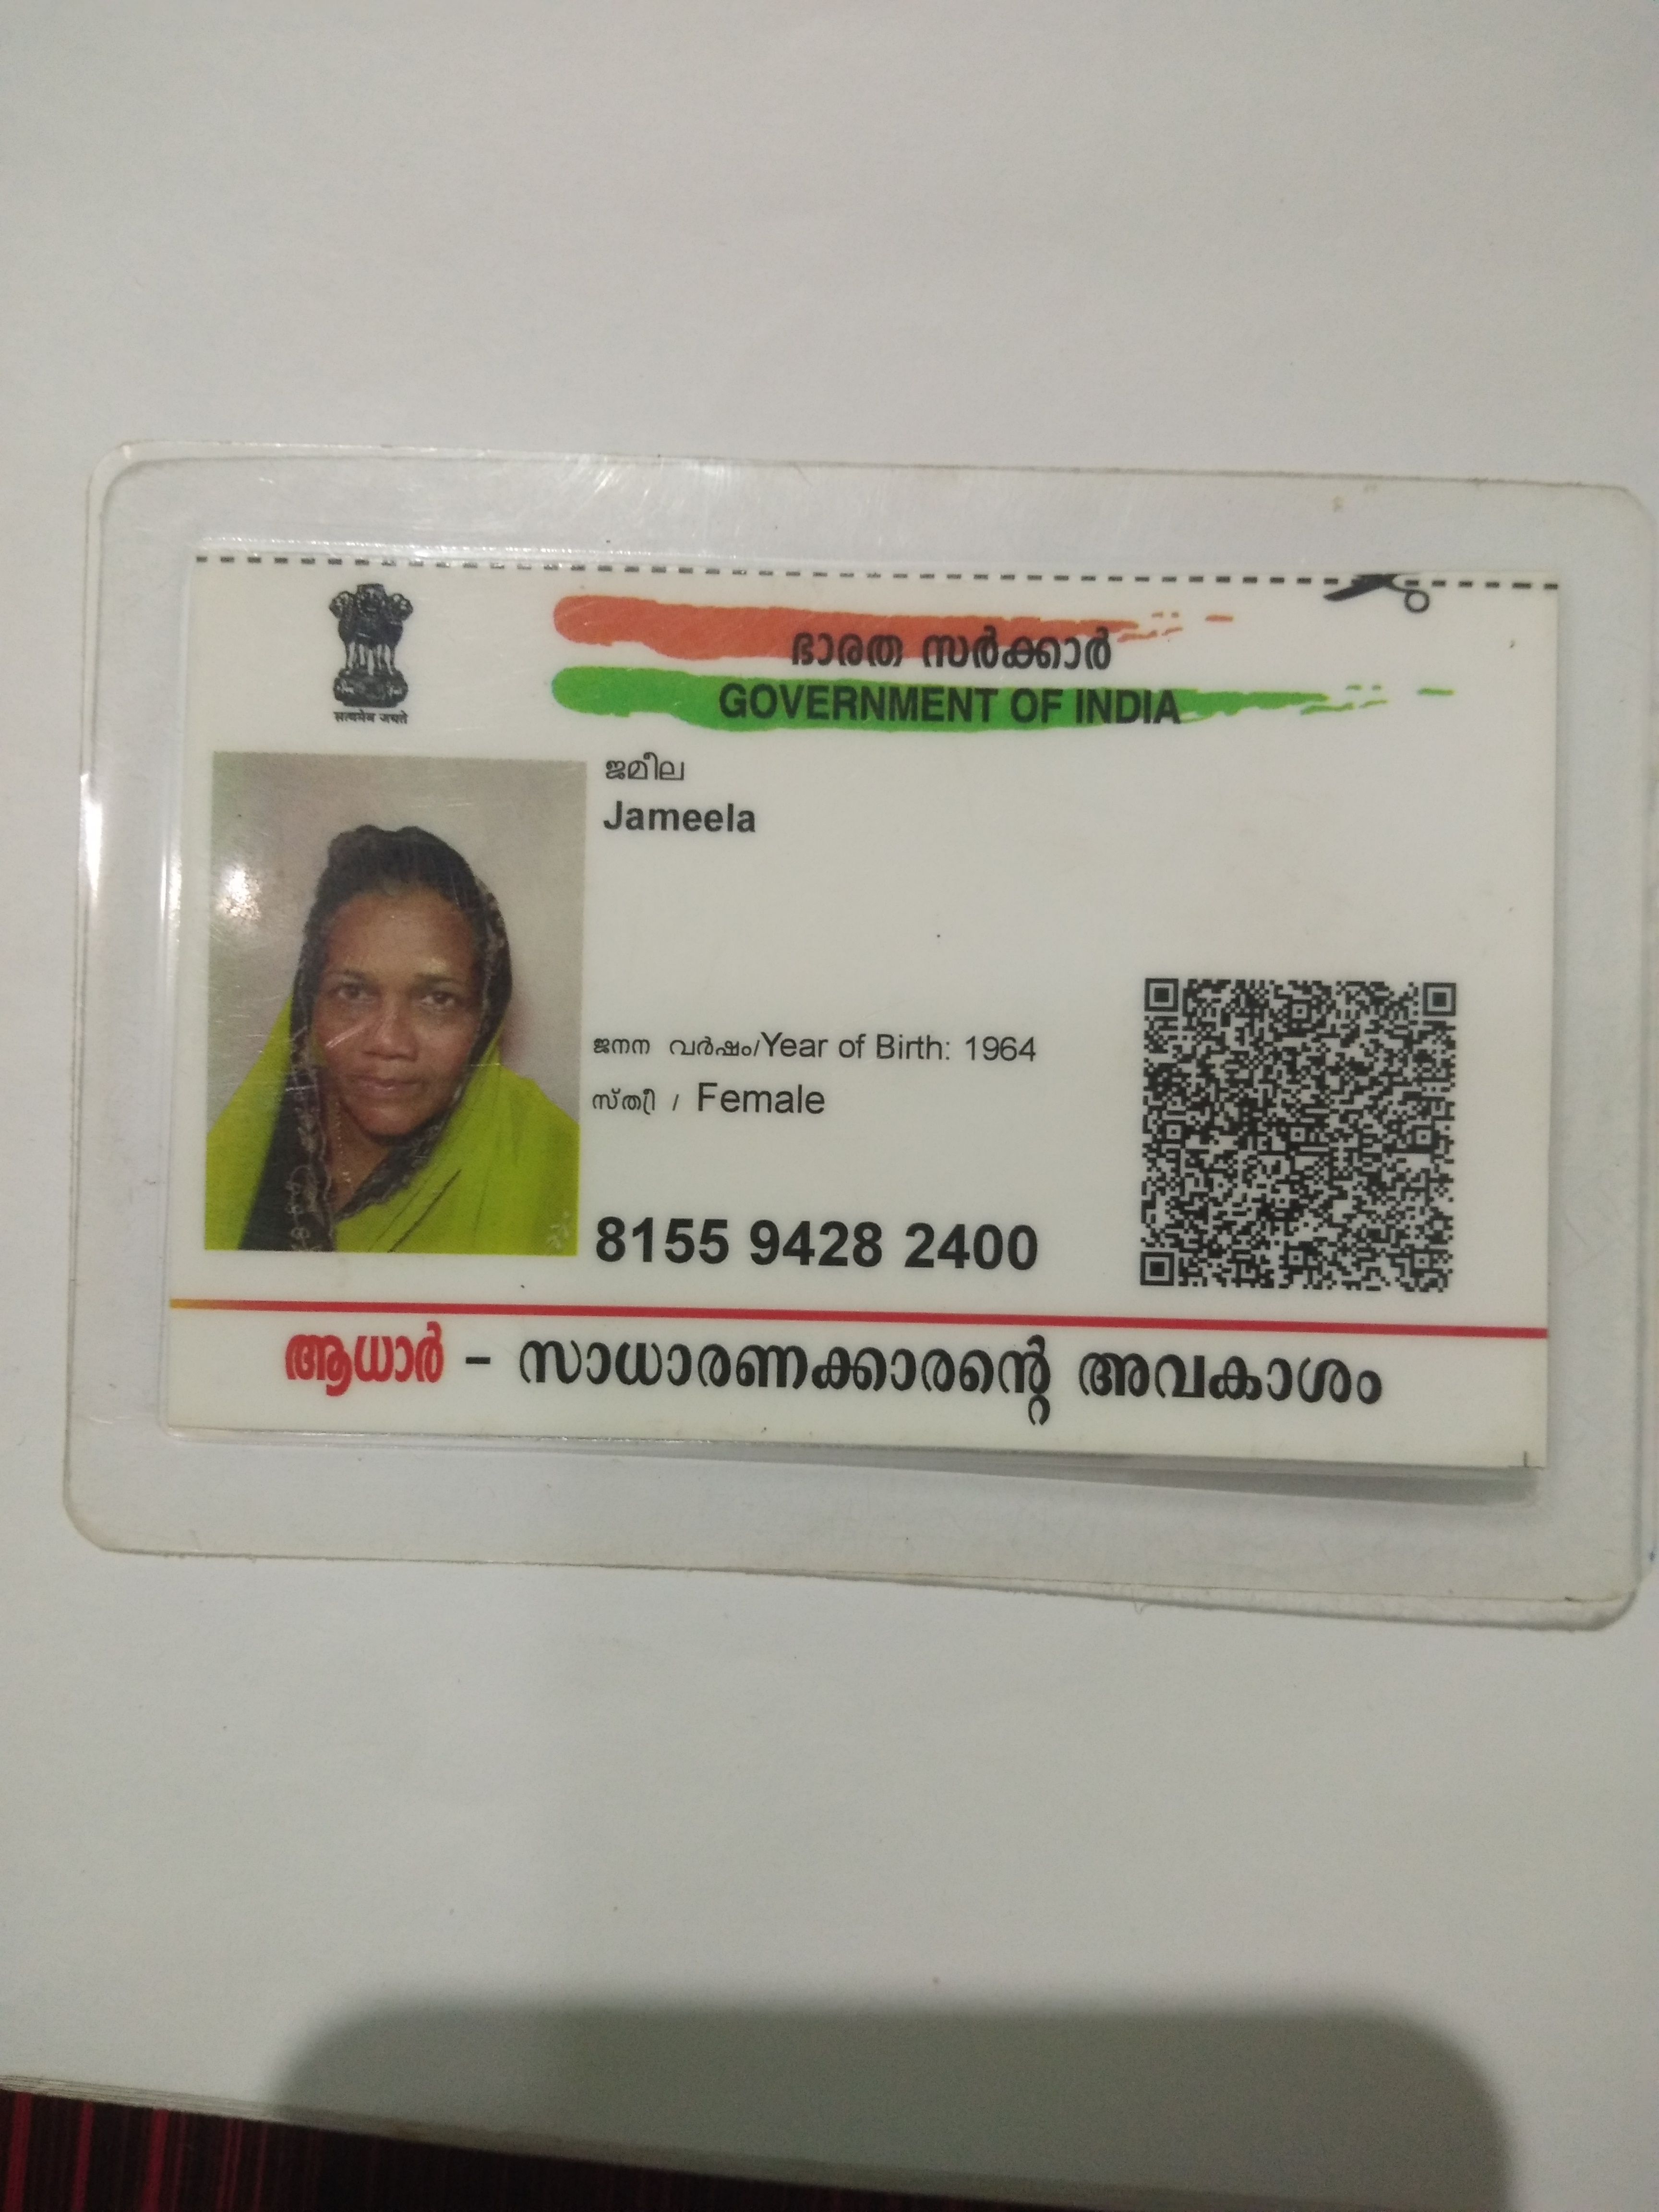 सत्यमेव जयते
ഭാരത സർക്കാർ
GOVERNMENT OF INDIA
ജമീല
Jameela
ജനന വർഷം/Year of Birth: 1964
സ്ത്രീ / Female
8155 9428 2400
ആധാർ - സാധാരണക്കാരന്റെ അവകാശം